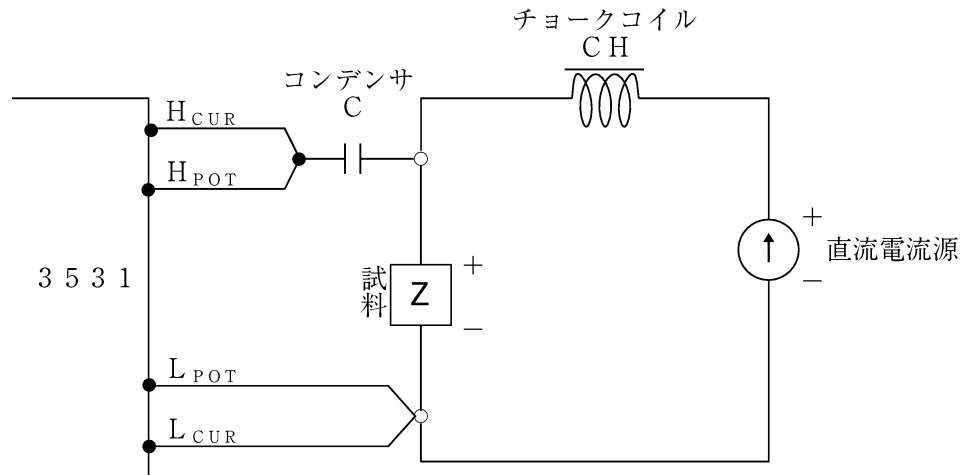 チョークコイル
CH
コンデンサ
C
HCUR
HPOT
3531
試料
Z
+
−
+
−
直流電流源
LPOT
LCUR